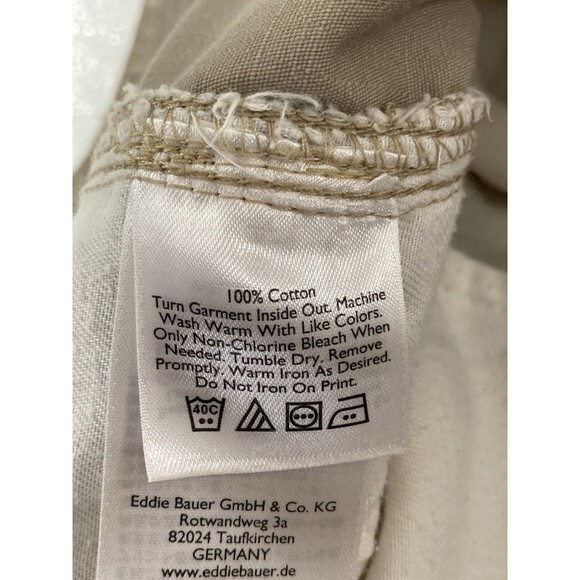 100% Cotton
Turn Garment Inside Out. Machine
Wash Warm With Like Colors.
Only Non-Chlorine Bleach When
Needed. Tumble Dry. Remove
Promptly. Warm Iron As Desired.
Do Not Iron On Print.
40C
Eddie Bauer GmbH & Co. KG
Rotwandweg 3a
82024 Taufkirchen
GERMANY
www.eddiebauer.de